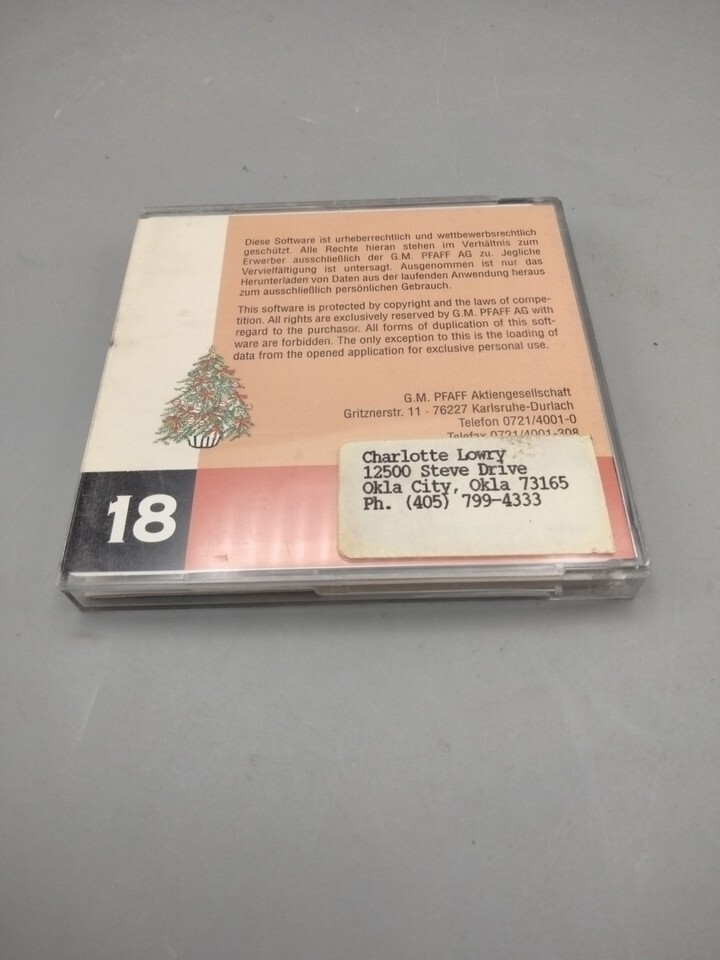 Diese Software ist urheberrechtlich und wettbewerbsrechtlich
geschützt. Alle Rechte hieran stehen im Verhältnis zum
Erwerber ausschließlich der G.M. PFAFF AG zu. Jegliche
Vervielfältigung ist untersagt. Ausgenommen ist nur das
Herunterladen von Daten aus der laufenden Anwendung heraus
zum ausschließlich persönlichen Gebrauch.
This software is protected by copyright and the laws of compe-
tition. All rights are exclusively reserved by G.M. PFAFF AG with
regard to the purchasor. All forms of duplication of this soft-
ware are forbidden. The only exception to this is the loading of
data from the opened application for exclusive personal use.
G.M. PFAFF Aktiengesellschaft
Gritznerstr. 11 · 76227 Karlsruhe-Durlach
Telefon 0721/4001-0
Telefax 0721/4001-308
Charlotte Lowry
12500 Steve Drive
Okla City, Okla 73165
Ph. (405) 799-4333
18